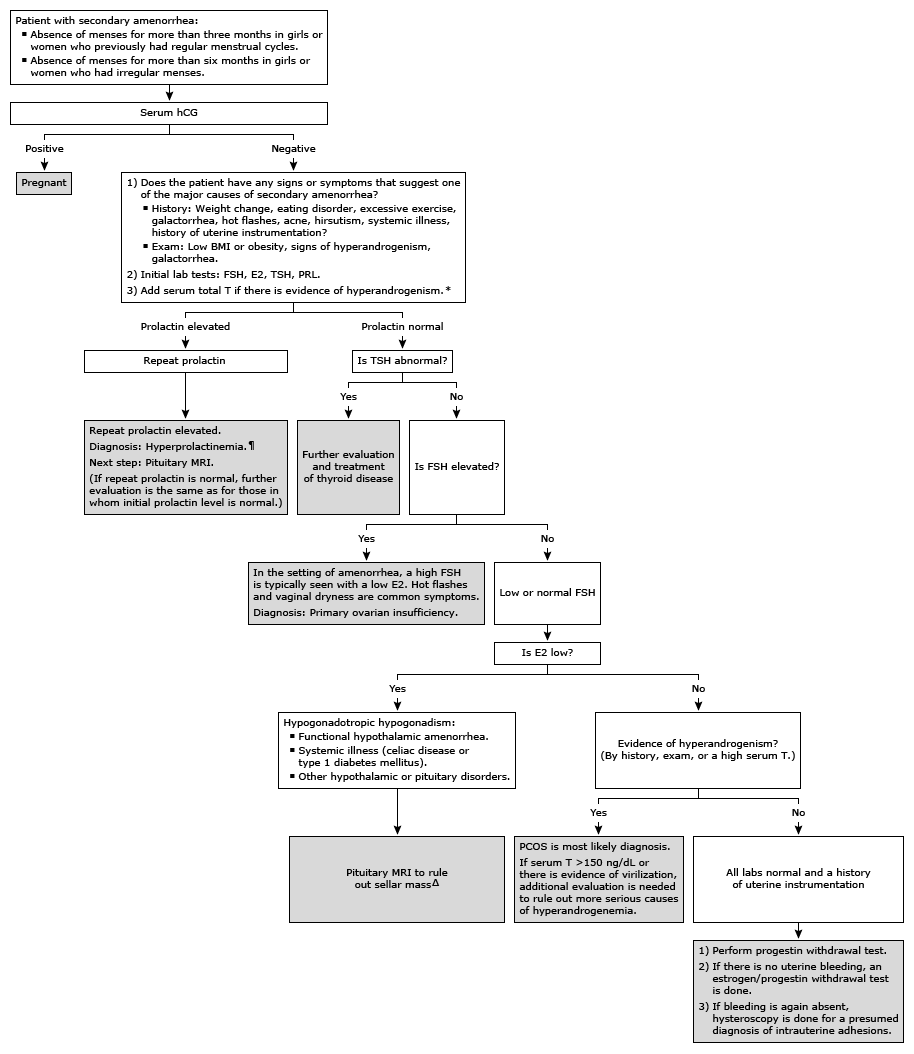 Patient with secondary amenorrhea:
▪ Absence of menses for more than three months in girls or
women who previously had regular menstrual cycles.
▪ Absence of menses for more than six months in girls or
women who had irregular menses.
Serum hCG
Positive
Negative
Pregnant
1) Does the patient have any signs or symptoms that suggest one
of the major causes of secondary amenorrhea?
▪ History: Weight change, eating disorder, excessive exercise,
galactorrhea, hot flashes, acne, hirsutism, systemic illness,
history of uterine instrumentation?
▪ Exam: Low BMI or obesity, signs of hyperandrogenism,
galactorrhea.
2) Initial lab tests: FSH, E2, TSH, PRL.
3) Add serum total T if there is evidence of hyperandrogenism.*
Prolactin elevated
Prolactin normal
Repeat prolactin
Is TSH abnormal?
Yes
No
Repeat prolactin elevated.
Diagnosis: Hyperprolactinemia.¶
Next step: Pituitary MRI.
(If repeat prolactin is normal, further
evaluation is the same as for those in
whom initial prolactin level is normal.)
Further evaluation
and treatment
of thyroid disease
Is FSH elevated?
Yes
No
In the setting of amenorrhea, a high FSH
is typically seen with a low E2. Hot flashes
and vaginal dryness are common symptoms.
Diagnosis: Primary ovarian insufficiency.
Low or normal FSH
Is E2 low?
Yes
No
Hypogonadotropic hypogonadism:
▪ Functional hypothalamic amenorrhea.
▪ Systemic illness (celiac disease or
type 1 diabetes mellitus).
▪ Other hypothalamic or pituitary disorders.
Evidence of hyperandrogenism?
(By history, exam, or a high serum T.)
Yes
No
Pituitary MRI to rule
out sellar massΔ
PCOS is most likely diagnosis.
If serum T >150 ng/dL or
there is evidence of virilization,
additional evaluation is needed
to rule out more serious causes
of hyperandrogenemia.
All labs normal and a history
of uterine instrumentation
1) Perform progestin withdrawal test.
2) If there is no uterine bleeding, an
estrogen/progestin withdrawal test
is done.
3) If bleeding is again absent,
hysteroscopy is done for a presumed
diagnosis of intrauterine adhesions.